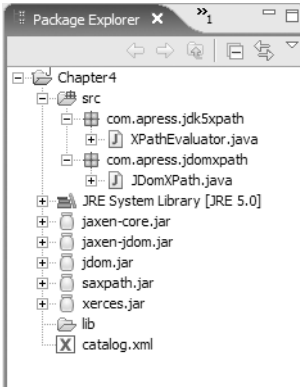 Package Explorer
»1
Chapter4
src
com.apress.jdk5xpath
XPathEvaluator.java
com.apress.jdomxpath
JDomXPath.java
JRE System Library [JRE 5.0]
jaxen-core.jar
jaxen-jdom.jar
jdom.jar
saxpath.jar
xerces.jar
lib
catalog.xml